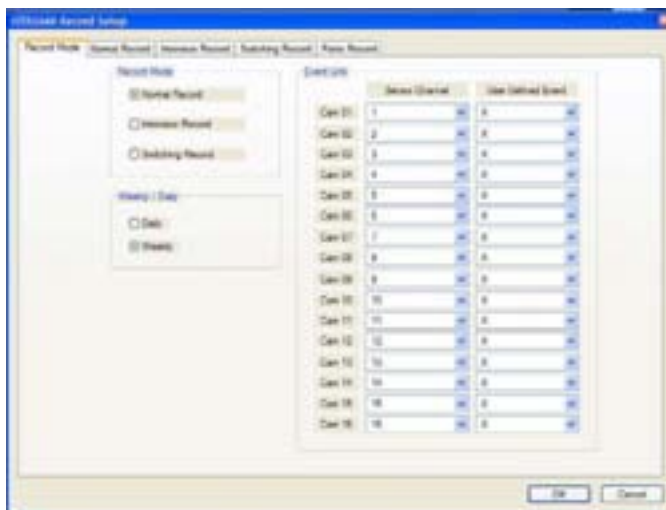 Record Setup
Record Mode Normal Record Intensive Record Switching Record Panic Record
Record Mode
Normal Record
Intensive Record
Switching Record
Weekly / Daily
Daily
Weekly
Event Link
Sensor Channel User Defined Event
Cam 01 1
Cam 02 2
Cam 03 3
Cam 04 4
Cam 05 5
Cam 06 6
Cam 07 7
Cam 08 8
Cam 09 9
Cam 10 10
Cam 11 11
Cam 12 12
Cam 13 13
Cam 14 14
Cam 15 15
Cam 16 16
OK Cancel